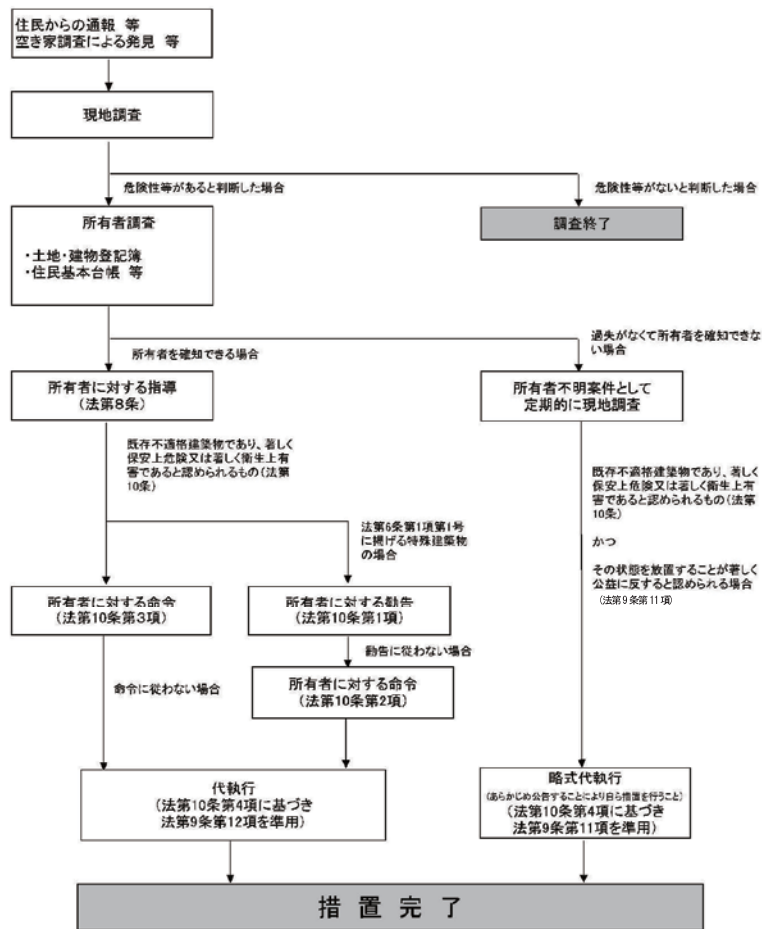 住民からの通報 等
空き家調査による発見 等
現地調査
危険性等があると判断した場合
危険性等がないと判断した場合
所有者調査
・土地・建物登記簿
・住民基本台帳 等
調査終了
過失がなくて所有者を確知できな
い場合
所有者を確知できる場合
所有者に対する指導
(法第8条)
所有者不明案件として
定期的に現地調査
既存不適格建築物であり、著しく
保安上危険又は著しく衛生上有
害であると認められるもの(法第
10条)
既存不適格建築物であり、著しく
保安上危険又は著しく衛生上有
害であると認められるもの(法第
10条)
かつ
その状態を放置することが著しく
公益に反すると認められる場合
(法第9条第11項)
法第6条第1項第1号
に掲げる特殊建築物
の場合
所有者に対する命令
(法第10条第3項)
所有者に対する勧告
(法第10条第1項)
勧告に従わない場合
所有者に対する命令
(法第10条第2項)
命令に従わない場合
代執行
(法第10条第4項に基づき
法第9条第12項を準用)
略式代執行
(あらかじめ公告することにより自ら措置を行うこと)
(法第10条第4項に基づき
法第9条第11項を準用)
措 置 完 了